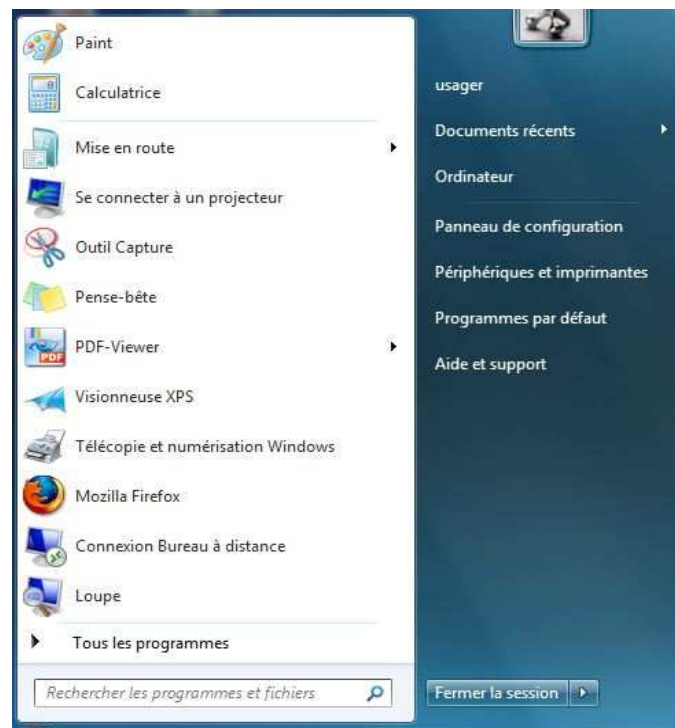 Paint
Calculatrice
Mise en route
Se connecter à un projecteur
Outil Capture
Pense-bête
PDF-Viewer
PDF
Visionneuse XPS
Télécopie et numérisation Windows
Mozilla Firefox
Connexion Bureau à distance
Loupe
Tous les programmes
Rechercher les programmes et fichiers
usager
Documents récents
Ordinateur
Panneau de configuration
Périphériques et imprimantes
Programmes par défaut
Aide et support
Fermer la session